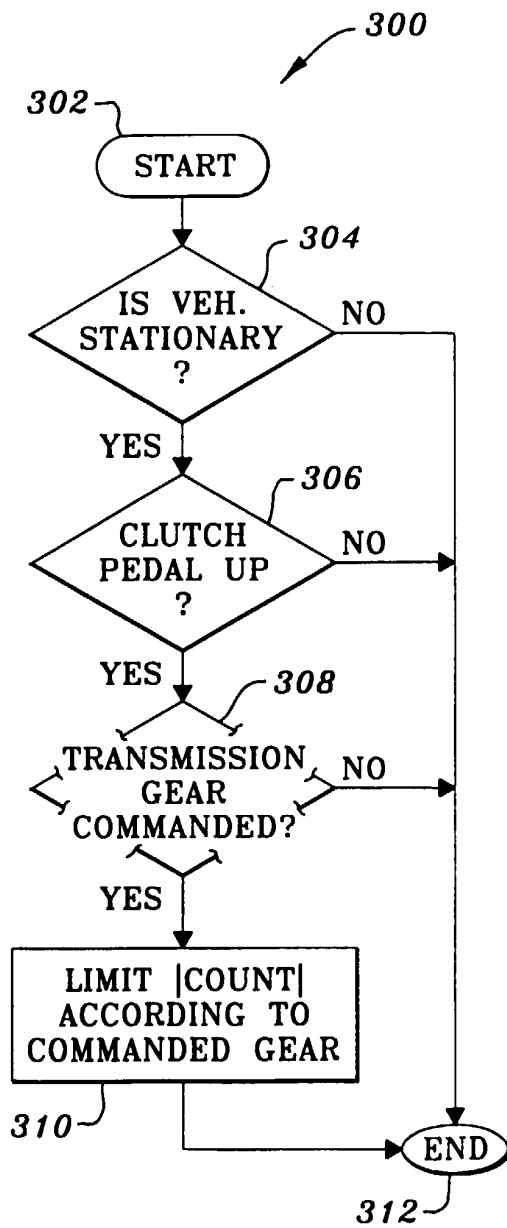 300
302
START
304
IS VEH.
STATIONARY
?
NO
YES
306
CLUTCH
PEDAL UP
?
NO
YES
308
TRANSMISSION
GEAR
COMMANDED?
NO
YES
LIMIT |COUNT|
ACCORDING TO
COMMANDED GEAR
310
END
312